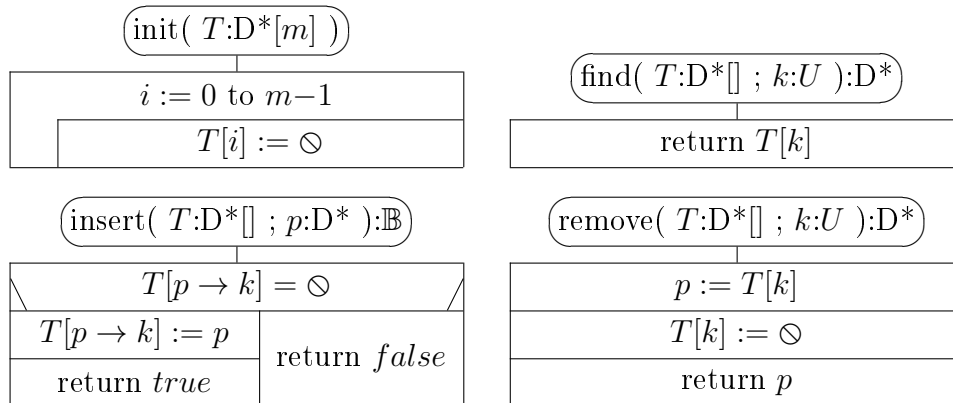 init( T:D*[m] )
i := 0 to m−1
T[i] := ⦸
find( T:D*[] ; k:U ):D*
return T[k]
insert( T:D*[] ; p:D* ):𝔹
T[p → k] = ⦸
T[p → k] := p
return true
return false
remove( T:D*[] ; k:U ):D*
p := T[k]
T[k] := ⦸
return p